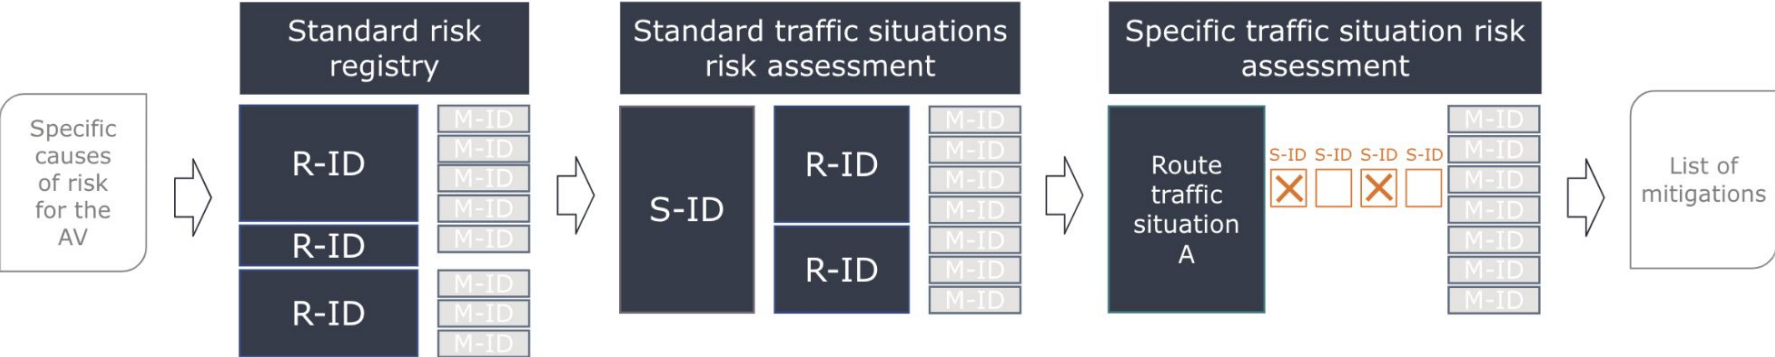 Specific
causes
of risk
for the
AV
Standard risk
registry
R-ID
R-ID
R-ID
M-ID
M-ID
M-ID
M-ID
M-ID
M-ID
M-ID
M-ID
Standard traffic situations
risk assessment
S-ID
R-ID
R-ID
M-ID
M-ID
M-ID
M-ID
M-ID
M-ID
M-ID
Specific traffic situation risk
assessment
Route
traffic
situation
A
S-ID S-ID S-ID S-ID
M-ID
M-ID
M-ID
M-ID
M-ID
M-ID
M-ID
List of
mitigations